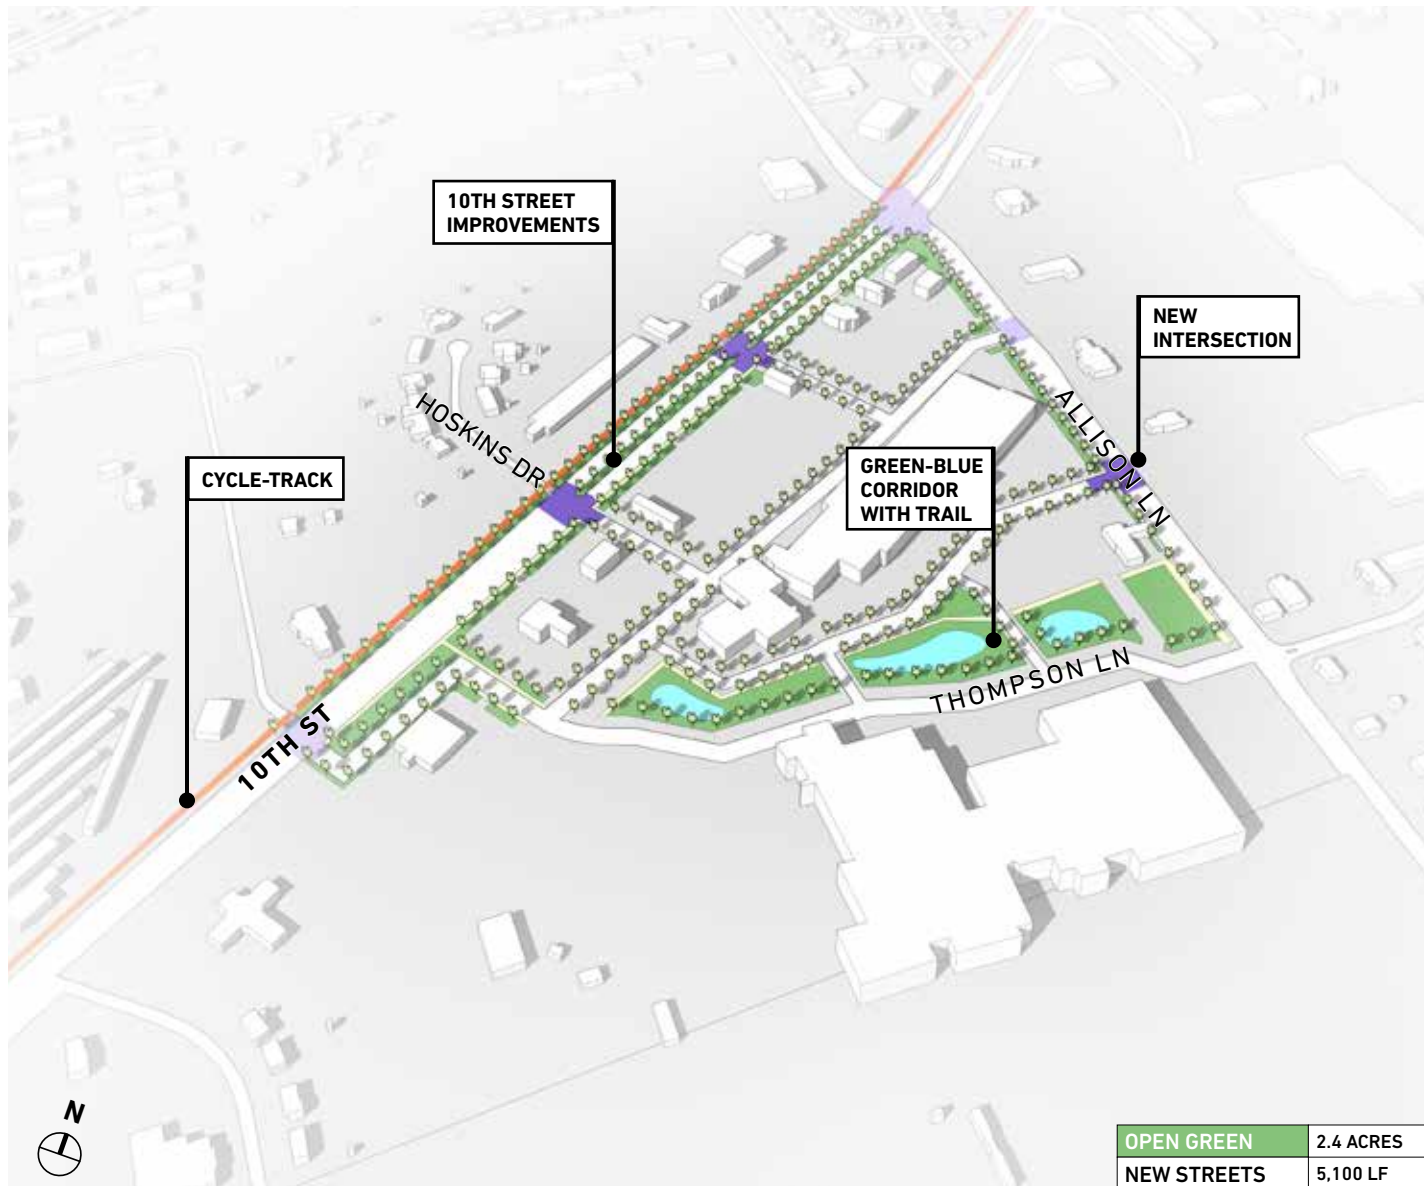 10TH STREET
IMPROVEMENTS
NEW
INTERSECTION
HOSKINS DR
ALLISON LN
CYCLE-TRACK
GREEN-BLUE
CORRIDOR
WITH TRAIL
THOMPSON LN
10TH ST
N
OPEN GREEN 2.4 ACRES
NEW STREETS 5,100 LF